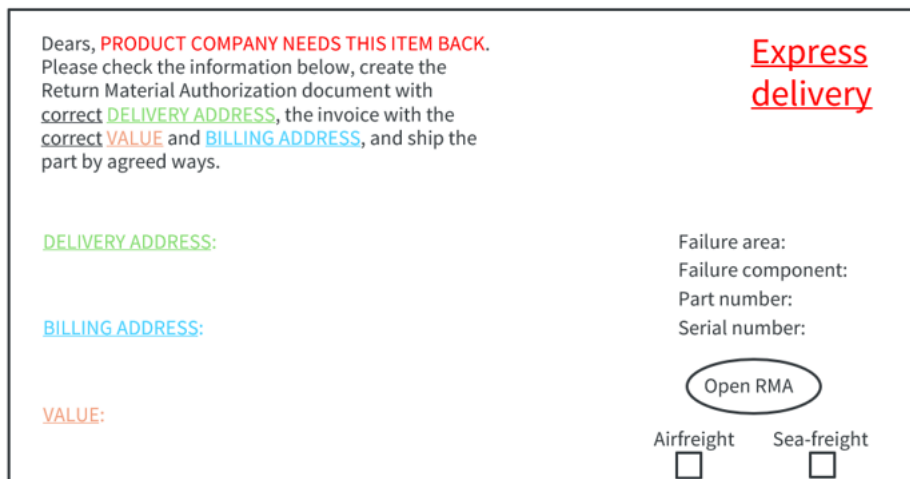 Dears, PRODUCT COMPANY NEEDS THIS ITEM BACK.
Please check the information below, create the
Return Material Authorization document with
correct DELIVERY ADDRESS, the invoice with the
correct VALUE and BILLING ADDRESS, and ship the
part by agreed ways.
Express
delivery
DELIVERY ADDRESS:
BILLING ADDRESS:
VALUE:
Failure area:
Failure component:
Part number:
Serial number:
Open RMA
Airfreight Sea-freight